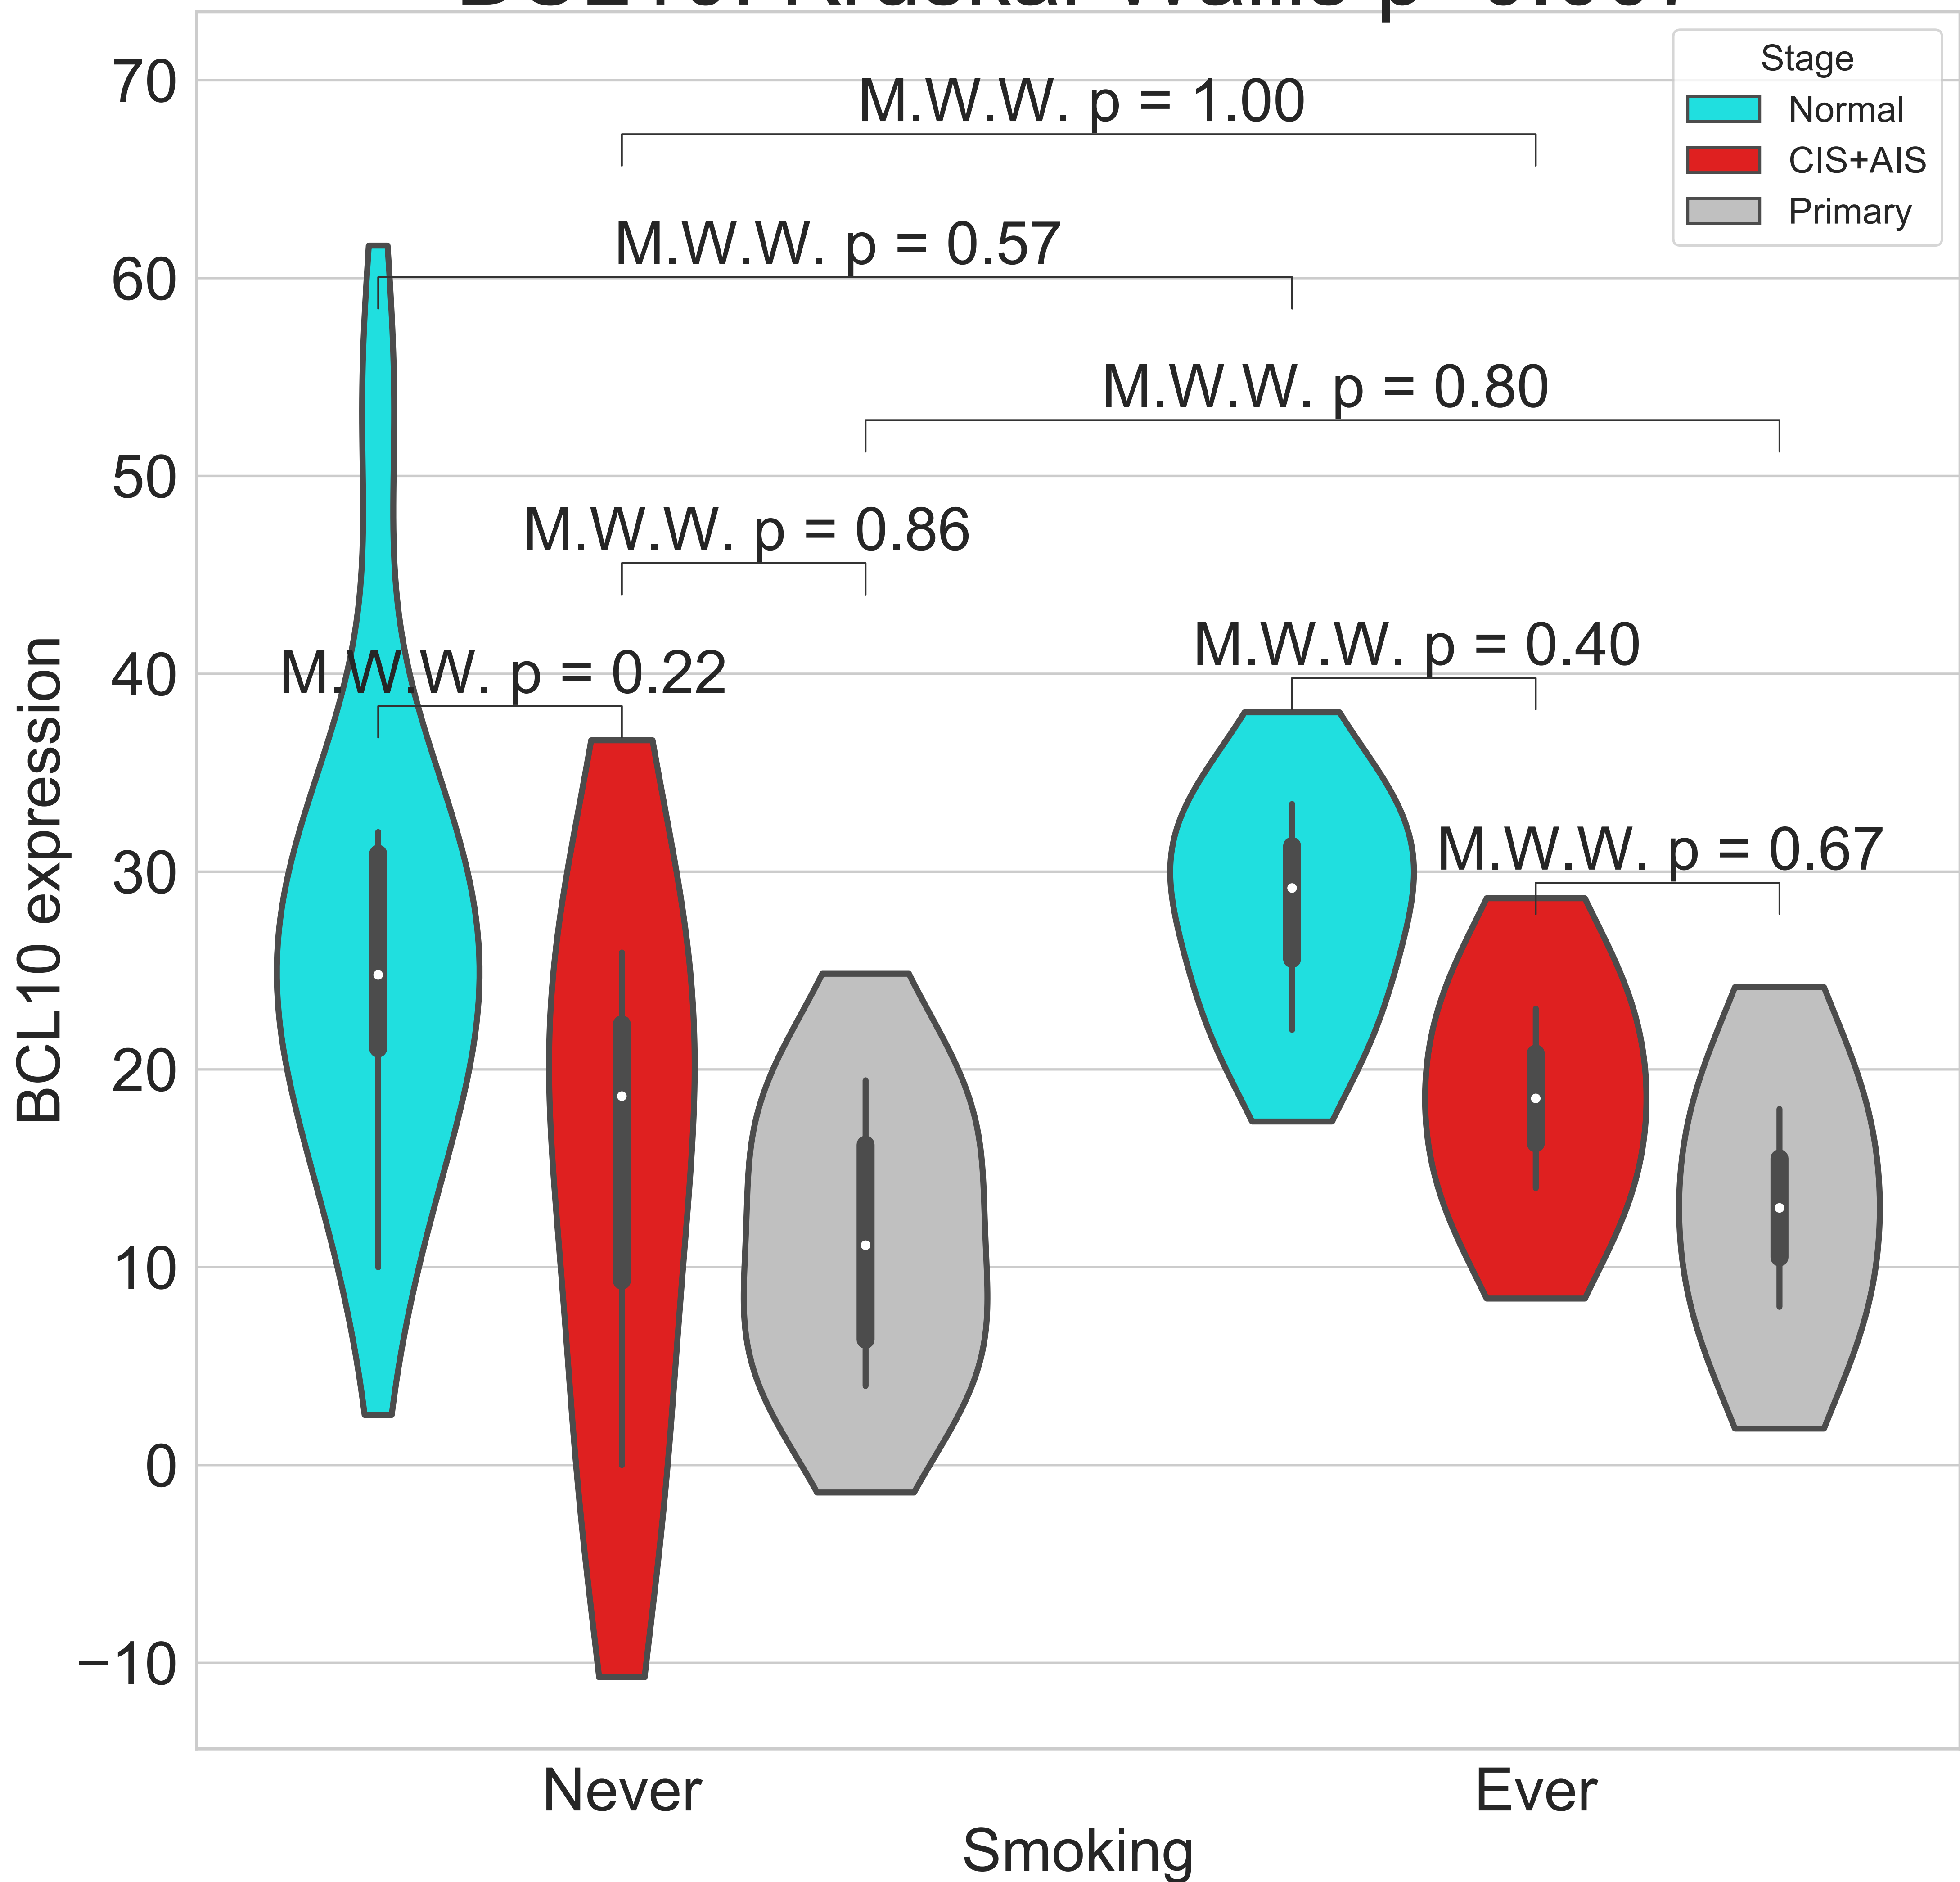 Stage
Normal
CIS+AIS
Primary
M.W.W. p = 1.00
M.W.W. p = 0.57
M.W.W. p = 0.80
M.W.W. p = 0.86
M.W.W. p = 0.22
M.W.W. p = 0.40
M.W.W. p = 0.67
70
60
50
40
30
20
10
0
−10
BCL10 expression
Never
Ever
Smoking